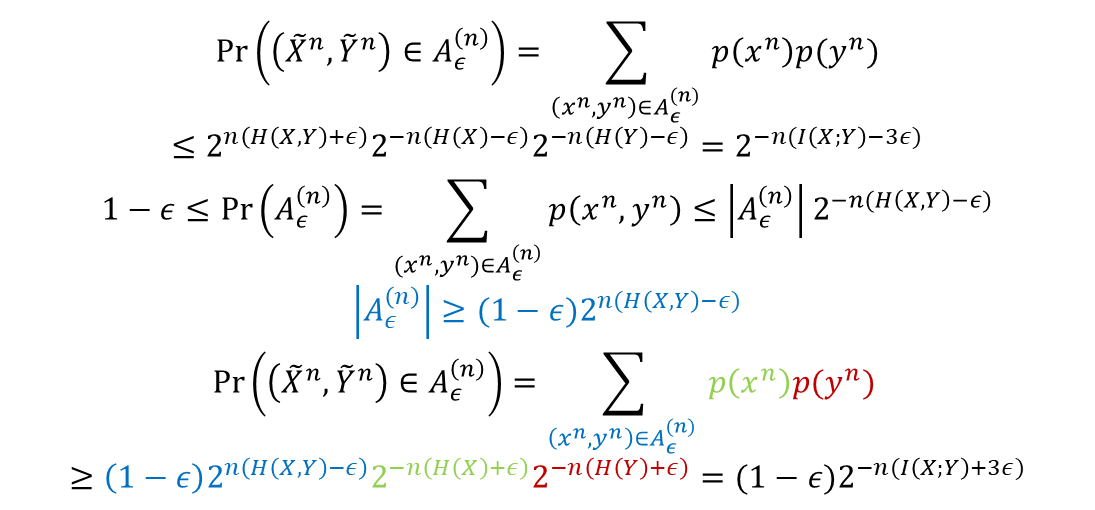 Pr((X̃ⁿ, Ỹⁿ) ∈ A_ϵ^(n)) = ∑_{(xⁿ,yⁿ)∈A_ϵ^(n)} p(xⁿ)p(yⁿ)
≤ 2^{n(H(X,Y)+ϵ)} 2^{−n(H(X)−ϵ)} 2^{−n(H(Y)−ϵ)} = 2^{−n(I(X;Y)−3ϵ)}
1 − ϵ ≤ Pr(A_ϵ^(n)) = ∑_{(xⁿ,yⁿ)∈A_ϵ^(n)} p(xⁿ, yⁿ) ≤ |A_ϵ^(n)| 2^{−n(H(X,Y)−ϵ)}
|A_ϵ^(n)| ≥ (1 − ϵ)2^{n(H(X,Y)−ϵ)}
Pr((X̃ⁿ, Ỹⁿ) ∈ A_ϵ^(n)) = ∑_{(xⁿ,yⁿ)∈A_ϵ^(n)} p(xⁿ)p(yⁿ)
≥ (1 − ϵ)2^{n(H(X,Y)−ϵ)} 2^{−n(H(X)+ϵ)} 2^{−n(H(Y)+ϵ)} = (1 − ϵ)2^{−n(I(X;Y)+3ϵ)}